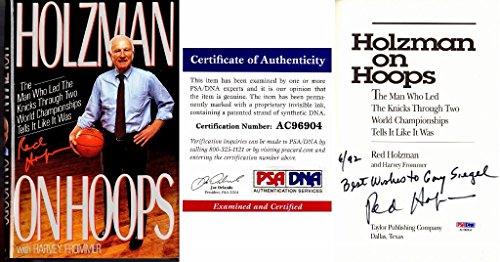 HOLZMAN
The
Man Who Led The
Knicks Through Two
World Championships
Tells It Like It Was
Red Holzman
ON HOOPS
with HARVEY FROMMER
Certificate of Authenticity
This item has been examined by one or more
PSA/DNA experts and it is our opinion that
the item is genuine. The item has been
permanently marked with a proprietary invisible ink,
containing a patented strand of synthetic DNA.
Certification Number: AC96904
Verification inquiries can be made to PSA/DNA by
calling 800-325-1121 or by visiting psacard.com and
entering the above certification number.
Joe Orlando
President, PSA/DNA
PSA DNA
AUTHENTICATION SERVICES
Examined and Certified
Holzman
on
Hoops
The Man Who Led
The Knicks Through Two
World Championships
Tells It Like It Was
Red Holzman
and Harvey Frommer
6/92
Best Wishes to Gary Siegel
Red Holzman
Taylor Publishing Company
Dallas, Texas
PSA DNA